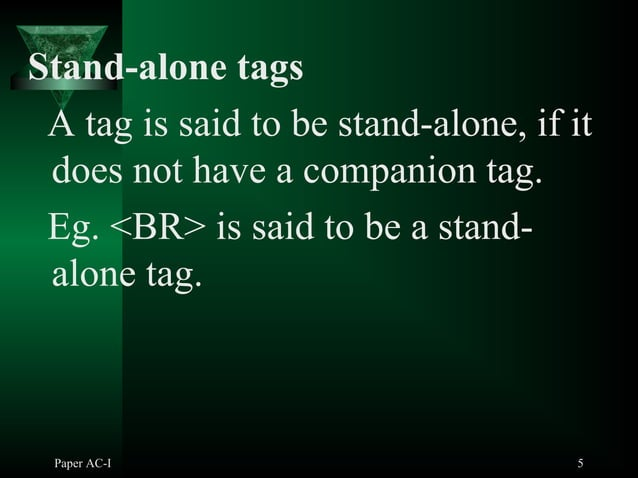 Stand-alone tags
A tag is said to be stand-alone, if it
does not have a companion tag.
Eg. <BR> is said to be a stand-
alone tag.
Paper AC-I 5